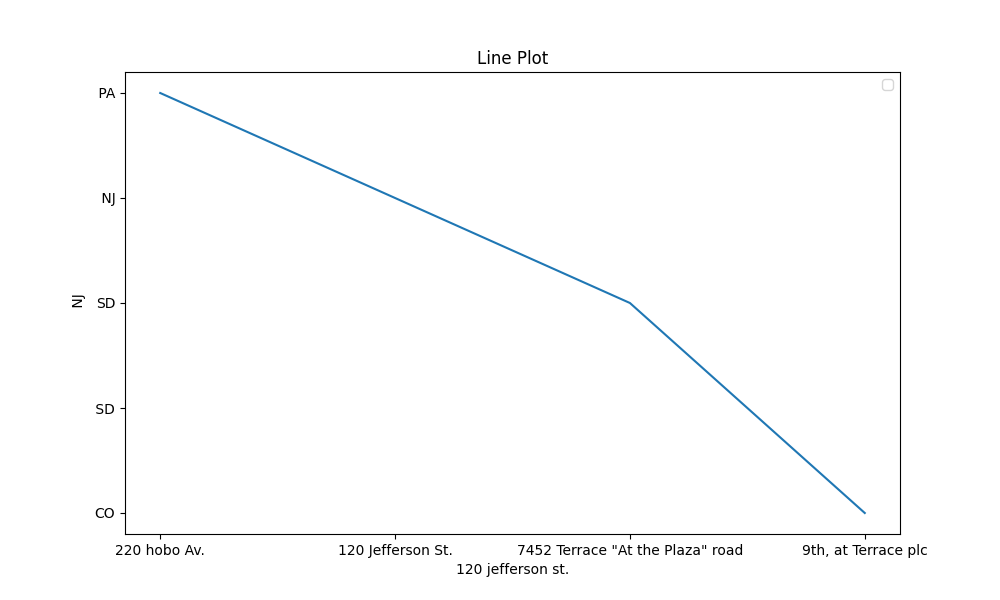 Line Plot
PA
NJ
SD
SD
CO
NJ
220 hobo Av.
120 Jefferson St.
7452 Terrace "At the Plaza" road
9th, at Terrace plc
120 jefferson st.